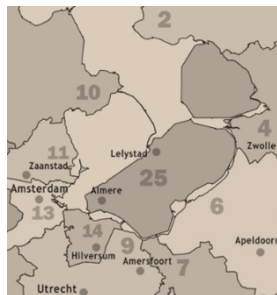 2
10
4
Zwolle
11
Lelystad
Zaanstad
25
Amsterdam
Almere
13
6
14
9
Hilversum
Apeldoorn
Amersfoort
7
Utrecht